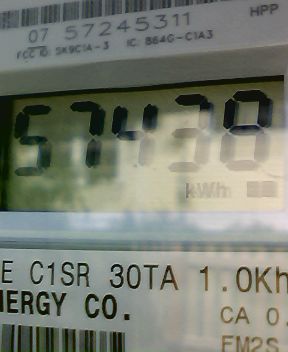 HPP
07 57245311
FCC ID: SK9C1A-3 IC: 864G-C1A3
57438
kWh
E C1SR 30TA 1.0Kh
NERGY CO.
CA 0.
FM2S